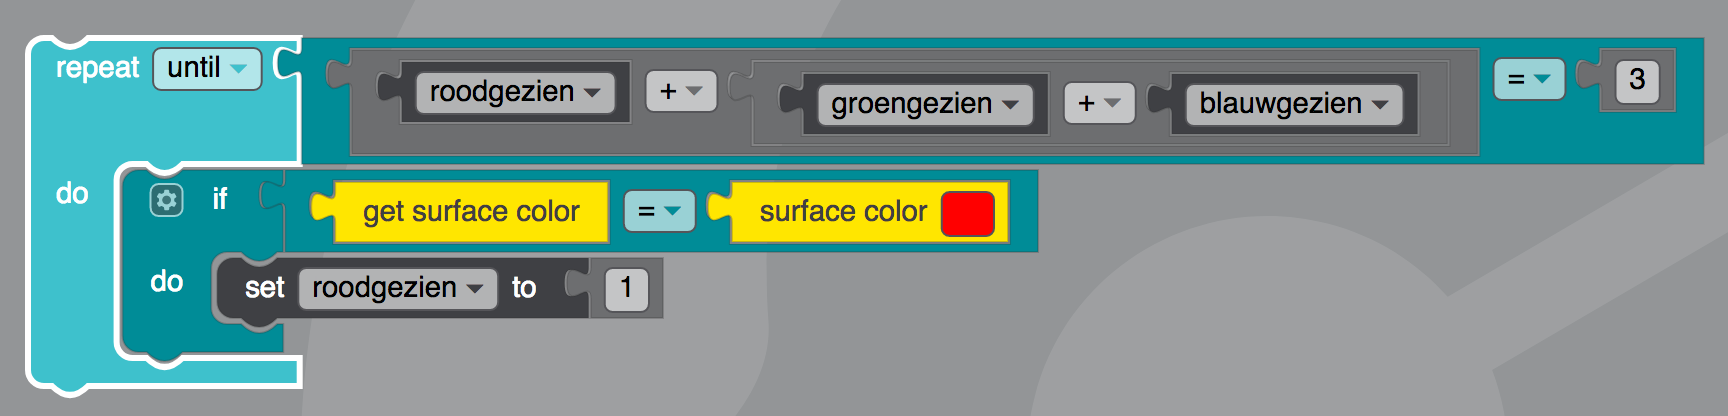 repeat until roodgezien + groengezien + blauwgezien = 3
do if get surface color = surface color
do set roodgezien to 1